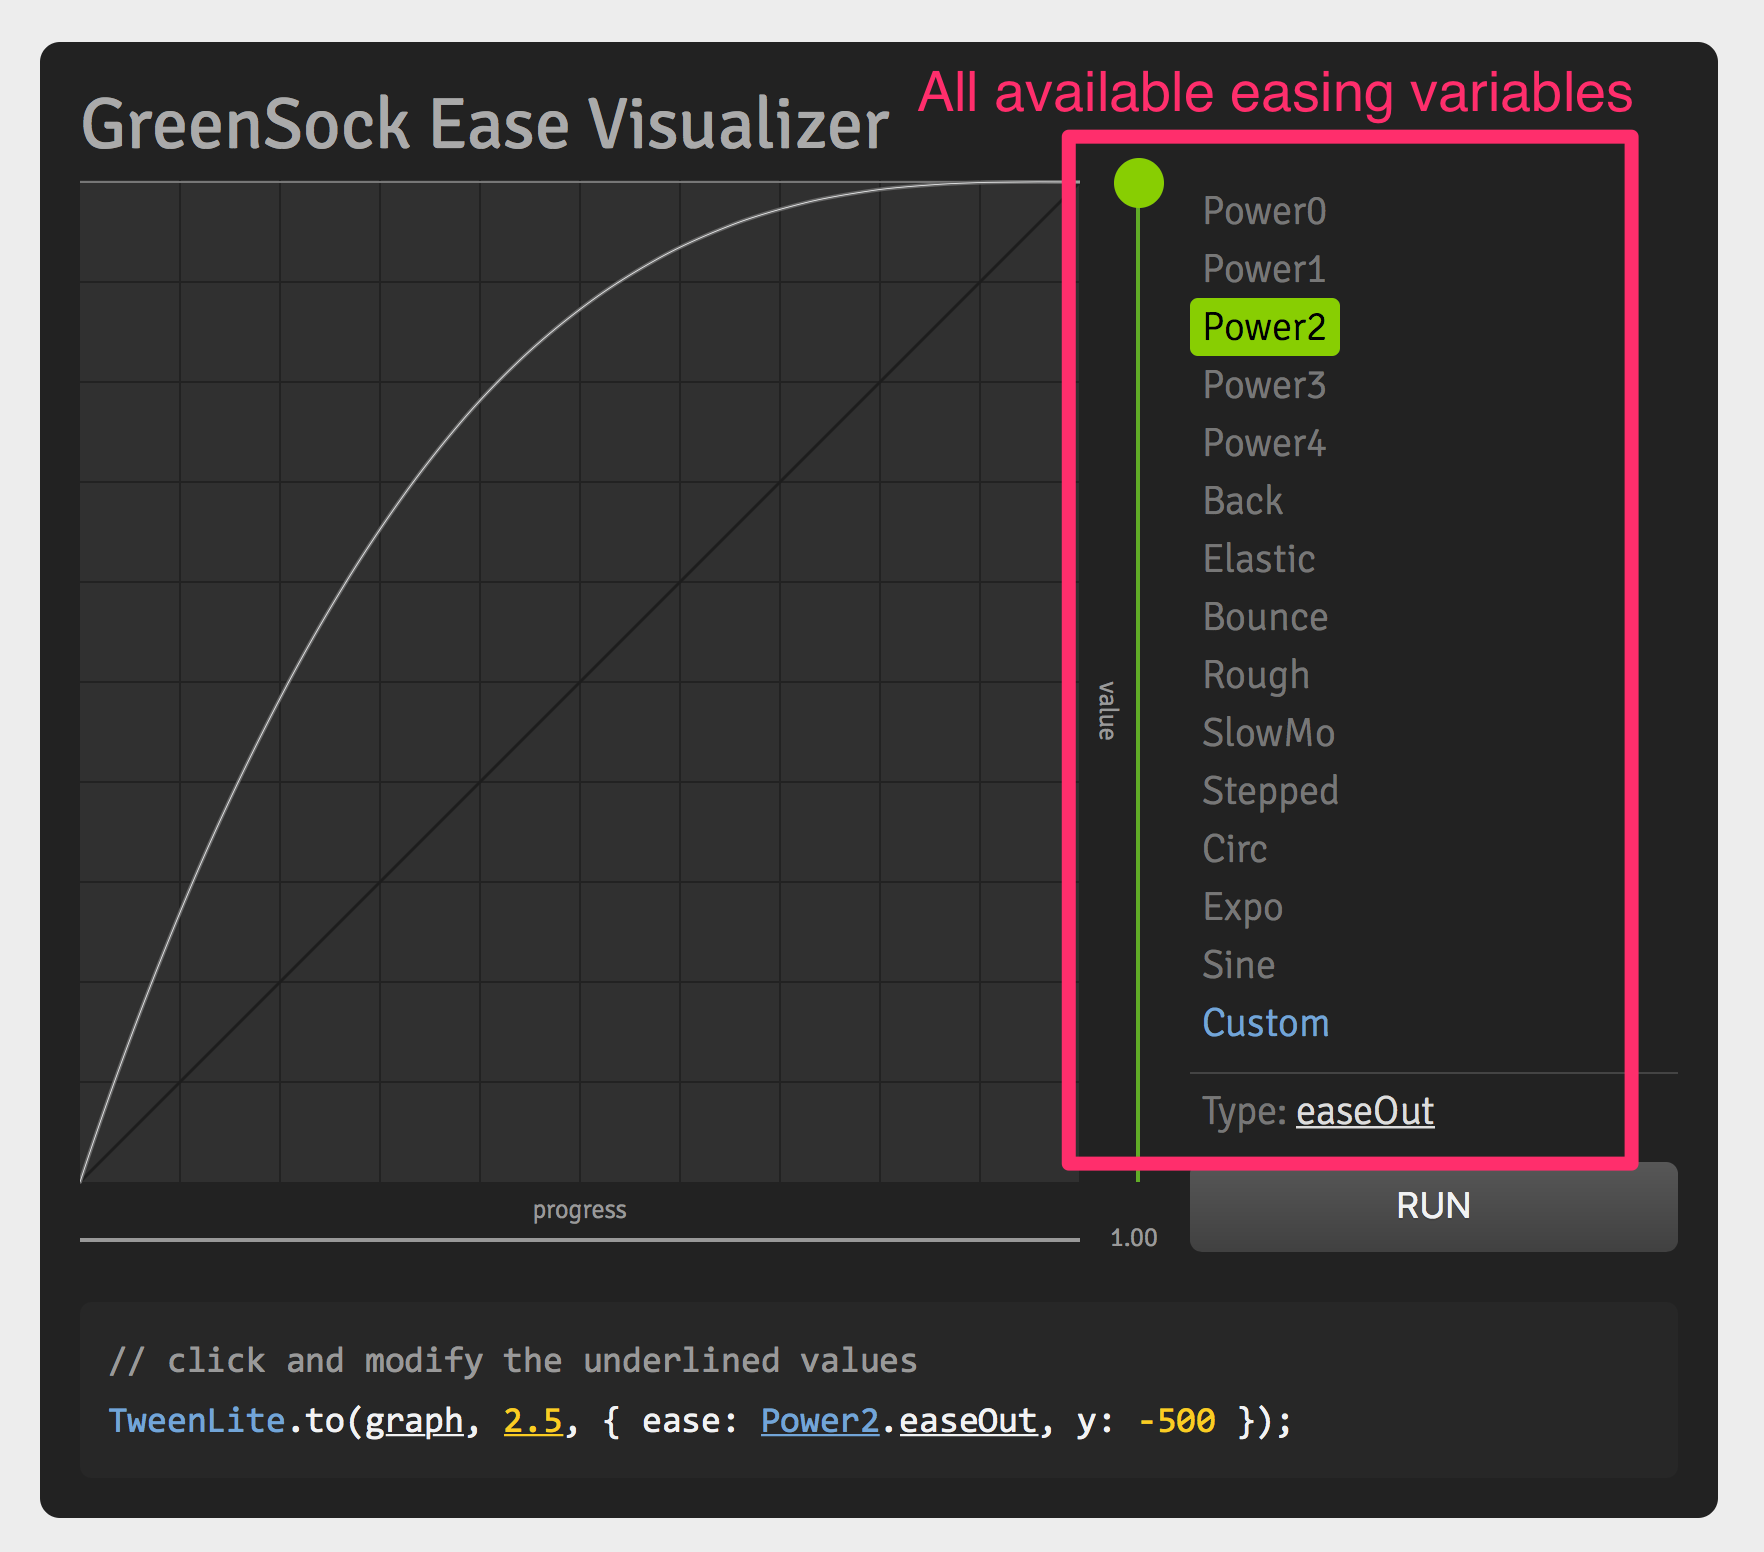 GreenSock Ease Visualizer
All available easing variables
Power0
Power1
Power2
Power3
Power4
Back
Elastic
Bounce
Rough
SlowMo
Stepped
Circ
Expo
Sine
Custom
value
Type: easeOut
progress
1.00
RUN
// click and modify the underlined values
TweenLite.to(graph, 2.5, { ease: Power2.easeOut, y: -500 });